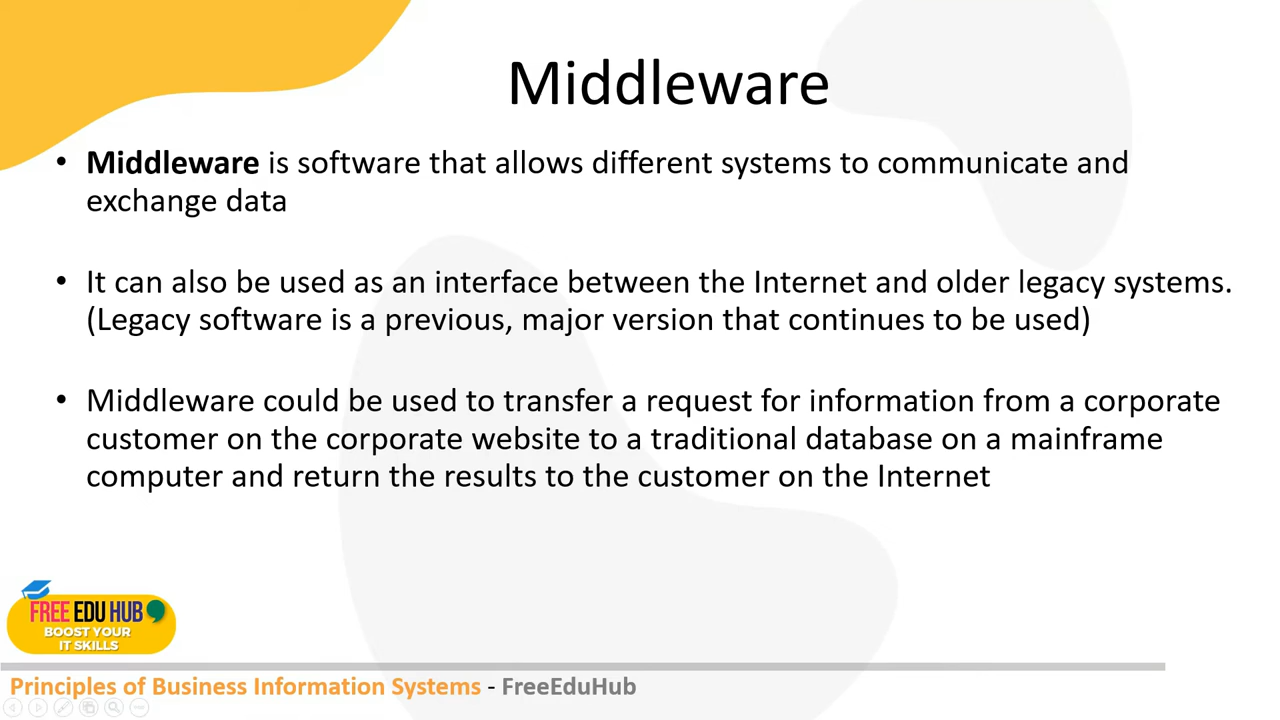 Middleware
• Middleware is software that allows different systems to communicate and
exchange data
• It can also be used as an interface between the Internet and older legacy systems.
(Legacy software is a previous, major version that continues to be used)
• Middleware could be used to transfer a request for information from a corporate
customer on the corporate website to a traditional database on a mainframe
computer and return the results to the customer on the Internet
FREE EDU HUB
BOOST YOUR
IT SKILLS
Principles of Business Information Systems - FreeEduHub